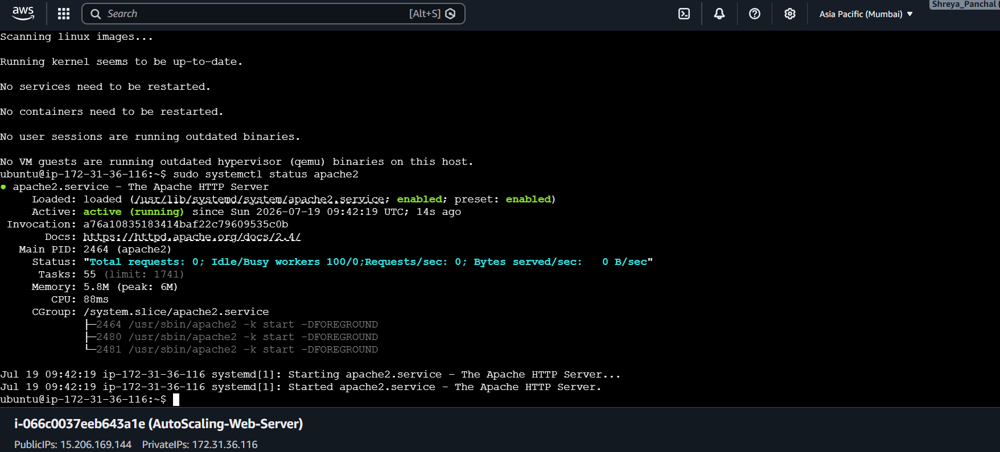 aws
Search [Alt+S]
Asia Pacific (Mumbai)
Shreya_Panchal (
Scanning linux images...
Running kernel seems to be up-to-date.
No services need to be restarted.
No containers need to be restarted.
No user sessions are running outdated binaries.
No VM guests are running outdated hypervisor (qemu) binaries on this host.
ubuntu@ip-172-31-36-116:~$ sudo systemctl status apache2
● apache2.service - The Apache HTTP Server
Loaded: loaded (/usr/lib/systemd/system/apache2.service; enabled; preset: enabled)
Active: active (running) since Sun 2026-07-19 09:42:19 UTC; 14s ago
Invocation: a76a10835183414baf22c79609535c0b
Docs: https://httpd.apache.org/docs/2.4/
Main PID: 2464 (apache2)
Status: "Total requests: 0; Idle/Busy workers 100/0;Requests/sec: 0; Bytes served/sec:   0 B/sec"
Tasks: 55 (limit: 1741)
Memory: 5.8M (peak: 6M)
CPU: 88ms
CGroup: /system.slice/apache2.service
├─2464 /usr/sbin/apache2 -k start -DFOREGROUND
├─2480 /usr/sbin/apache2 -k start -DFOREGROUND
└─2481 /usr/sbin/apache2 -k start -DFOREGROUND
Jul 19 09:42:19 ip-172-31-36-116 systemd[1]: Starting apache2.service - The Apache HTTP Server...
Jul 19 09:42:19 ip-172-31-36-116 systemd[1]: Started apache2.service - The Apache HTTP Server.
ubuntu@ip-172-31-36-116:~$
i-066c0037eeb643a1e (AutoScaling-Web-Server)
PublicIPs: 15.206.169.144 PrivateIPs: 172.31.36.116